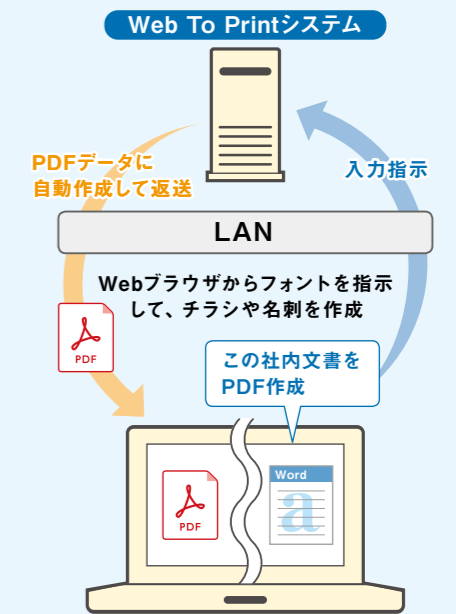 Web To Printシステム
PDFデータに
自動作成して返送
入力指示
LAN
Webブラウザからフォントを指示
して、チラシや名刺を作成
PDF
この社内文書を
PDF作成
PDF
Word
a